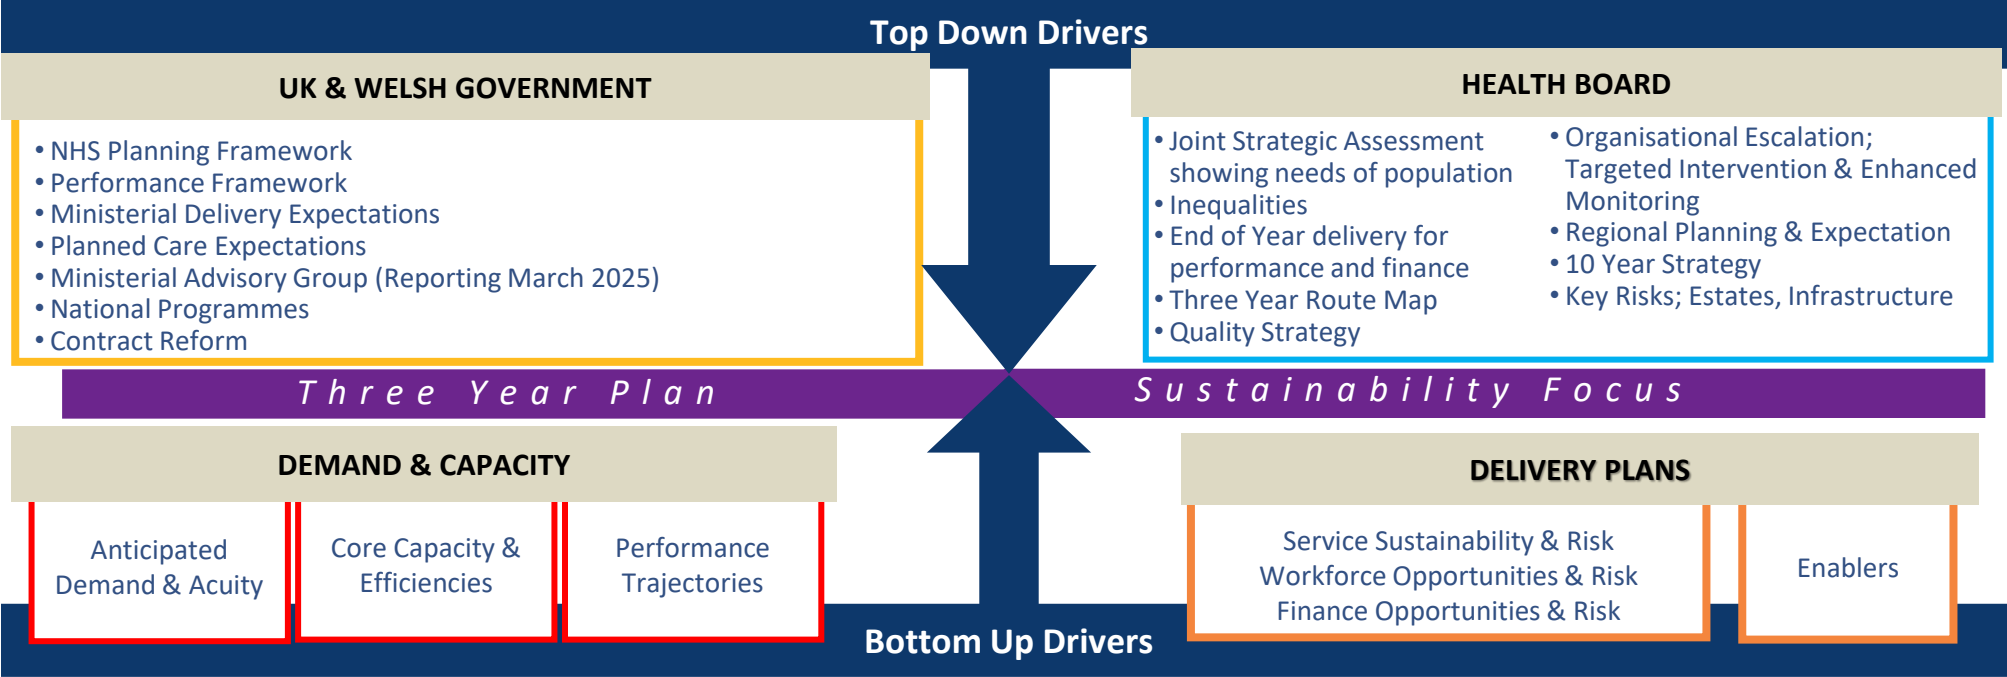 Top Down Drivers
UK & WELSH GOVERNMENT
• NHS Planning Framework
• Performance Framework
• Ministerial Delivery Expectations
• Planned Care Expectations
• Ministerial Advisory Group (Reporting March 2025)
• National Programmes
• Contract Reform
HEALTH BOARD
• Joint Strategic Assessment
showing needs of population
• Inequalities
• End of Year delivery for
performance and finance
• Three Year Route Map
• Quality Strategy
• Organisational Escalation;
Targeted Intervention & Enhanced
Monitoring
• Regional Planning & Expectation
• 10 Year Strategy
• Key Risks; Estates, Infrastructure
Three Year Plan
Sustainability Focus
DEMAND & CAPACITY
Anticipated
Demand & Acuity
Core Capacity &
Efficiencies
Performance
Trajectories
DELIVERY PLANS
Service Sustainability & Risk
Workforce Opportunities & Risk
Finance Opportunities & Risk
Enablers
Bottom Up Drivers